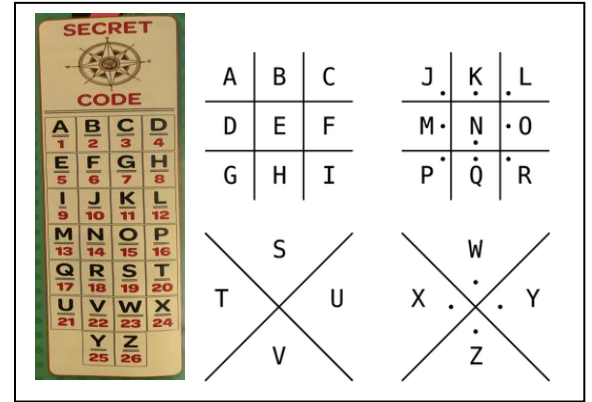 SECRET
CODE
A B C D
1 2 3 4
E F G H
5 6 7 8
I J K L
9 10 11 12
M N O P
13 14 15 16
Q R S T
17 18 19 20
U V W X
21 22 23 24
Y Z
25 26
A B C
D E F
G H I
J K L
M N O
P Q R
S
T U
V
W
X Y
Z